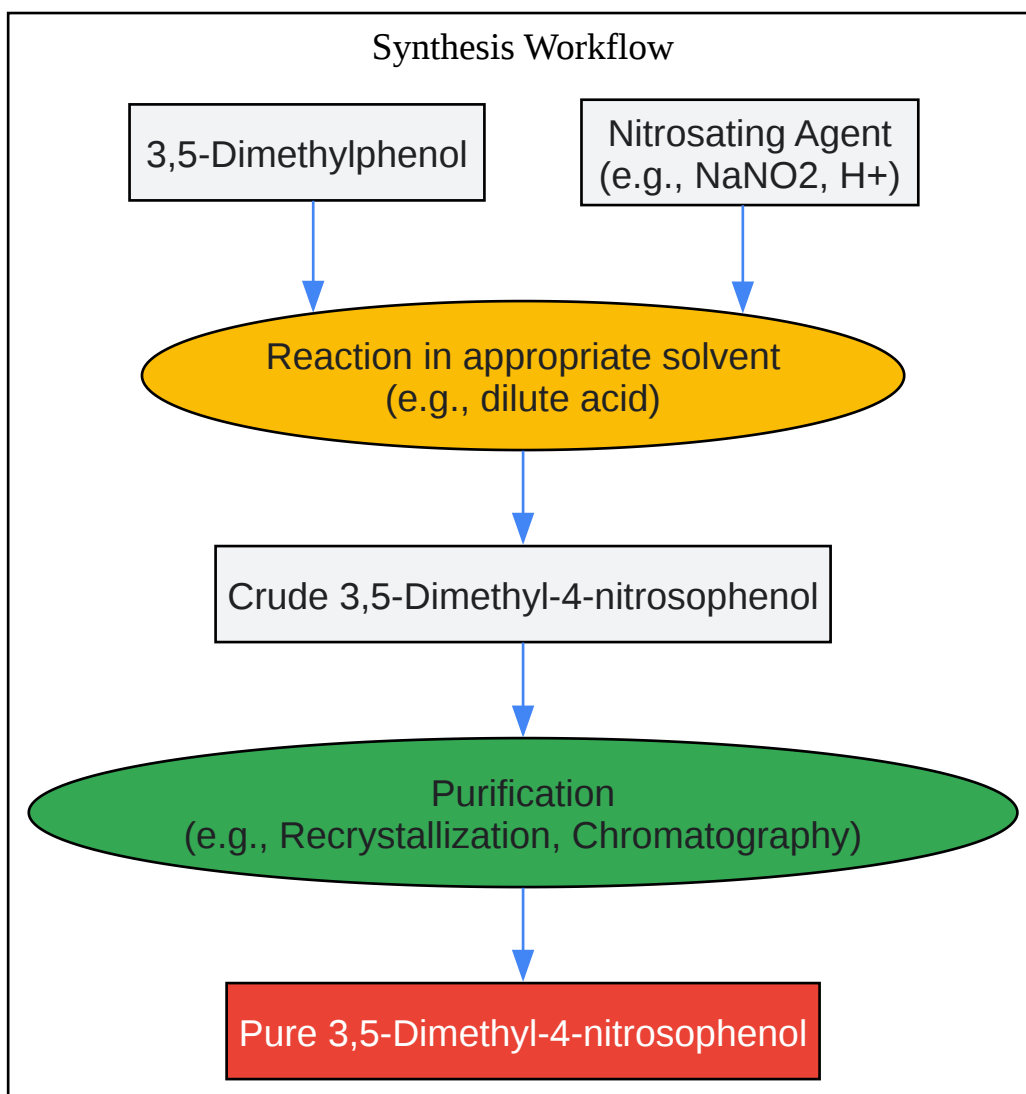 Synthesis Workflow
3,5-Dimethylphenol
Nitrosating Agent
(e.g., NaNO2, H+)
Reaction in appropriate solvent
(e.g., dilute acid)
Crude 3,5-Dimethyl-4-nitrosophenol
Purification
(e.g., Recrystallization, Chromatography)
Pure 3,5-Dimethyl-4-nitrosophenol